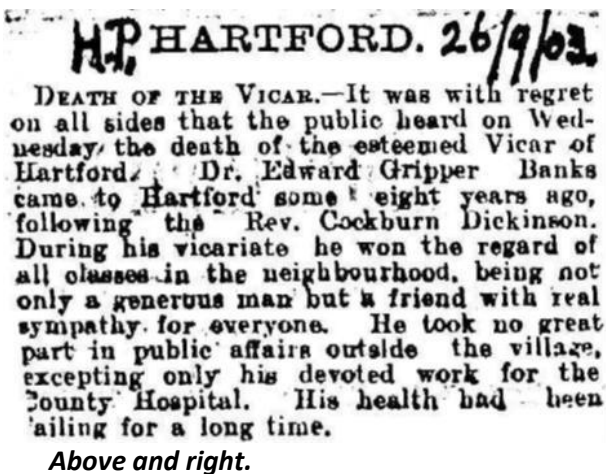 H.P. HARTFORD. 26/9/03.
DEATH OF THE VICAR.—It was with regret
on all sides that the public heard on Wed-
nesday the death of the esteemed Vicar of
Hartford. Dr. Edward Gripper Banks
came to Hartford some eight years ago,
following the Rev. Cockburn Dickinson.
During his vicariate he won the regard of
all classes in the neighbourhood, being not
only a generous man but a friend with real
sympathy for everyone. He took no great
part in public affairs outside the village,
excepting only his devoted work for the
County Hospital. His health had been
failing for a long time.
Above and right.